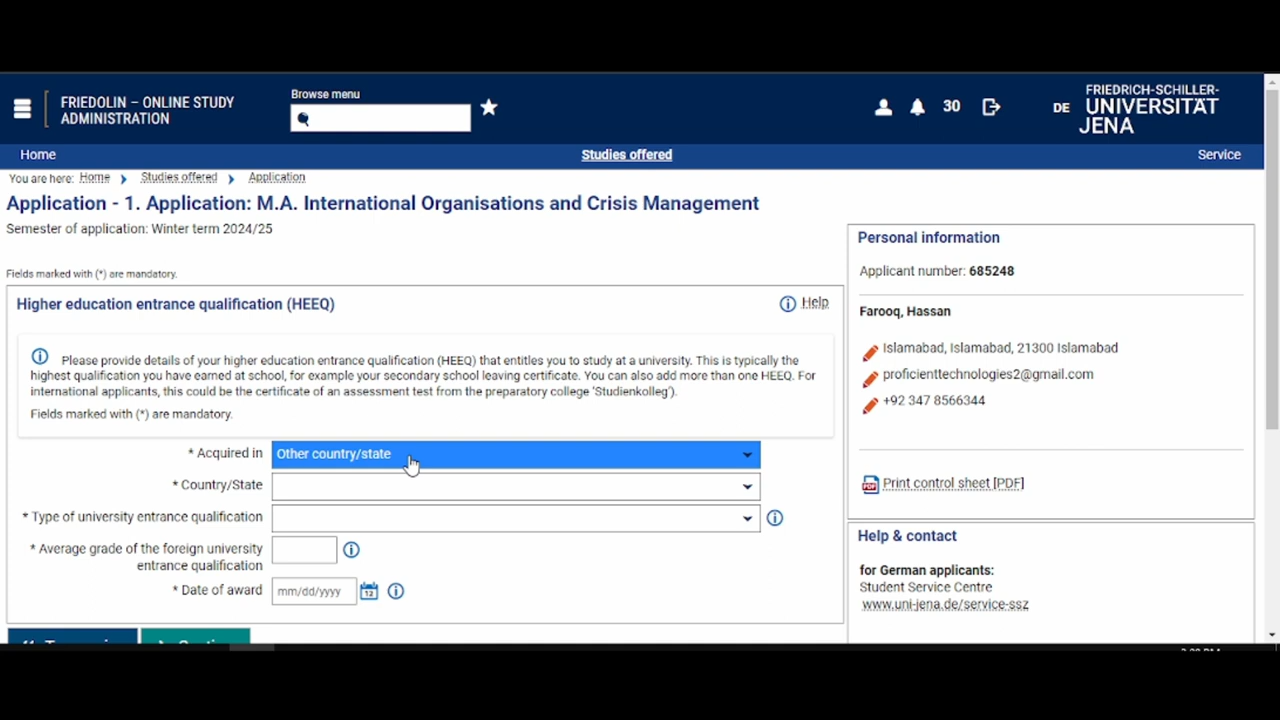 FRIEDOLIN – ONLINE STUDY
ADMINISTRATION
Browse menu
30
DE
FRIEDRICH-SCHILLER-
UNIVERSITÄT
JENA
Home
Studies offered
Service
You are here: Home Studies offered Application
Application - 1. Application: M.A. International Organisations and Crisis Management
Semester of application: Winter term 2024/25
Fields marked with (*) are mandatory.
Higher education entrance qualification (HEEQ)
Help
Please provide details of your higher education entrance qualification (HEEQ) that entitles you to study at a university. This is typically the
highest qualification you have earned at school, for example your secondary school leaving certificate. You can also add more than one HEEQ. For
international applicants, this could be the certificate of an assessment test from the preparatory college 'Studienkolleg').
Fields marked with (*) are mandatory.
* Acquired in
Other country/state
* Country/State
* Type of university entrance qualification
* Average grade of the foreign university
entrance qualification
* Date of award
mm/dd/yyyy
12
Personal information
Applicant number: 685248
Farooq, Hassan
Islamabad, Islamabad, 21300 Islamabad
proficienttechnologies2@gmail.com
+92 347 8566344
PDF
Print control sheet [PDF]
Help & contact
for German applicants:
Student Service Centre
www.uni-jena.de/service-ssz